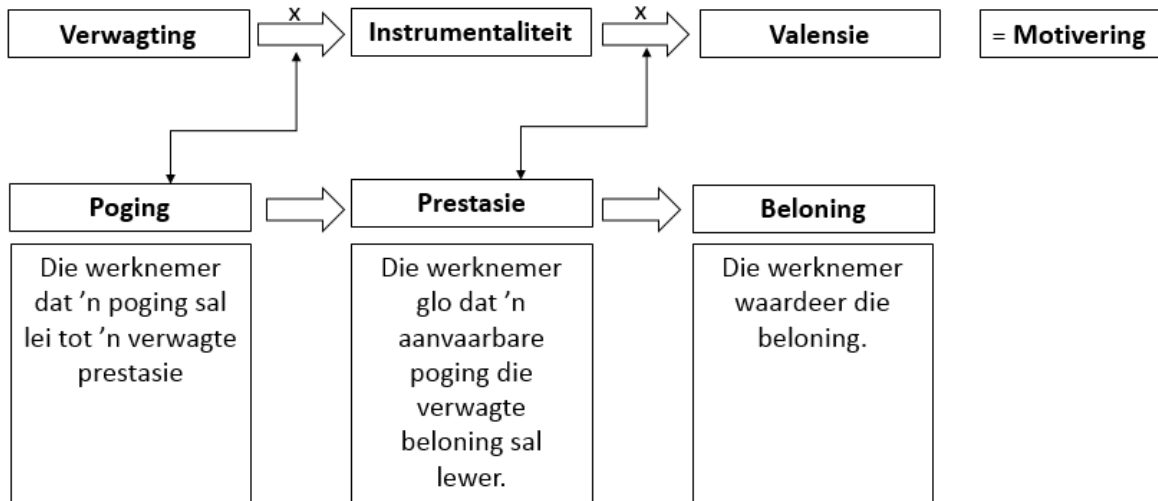 x
x
Verwagting
Instrumentaliteit
Valensie
= Motivering
Poging
Prestasie
Beloning
Die werknemer
dat ’n poging sal
lei tot ’n verwagte
prestasie
Die werknemer
glo dat ’n
aanvaarbare
poging die
verwagte
beloning sal
lewer.
Die werknemer
waardeer die
beloning.